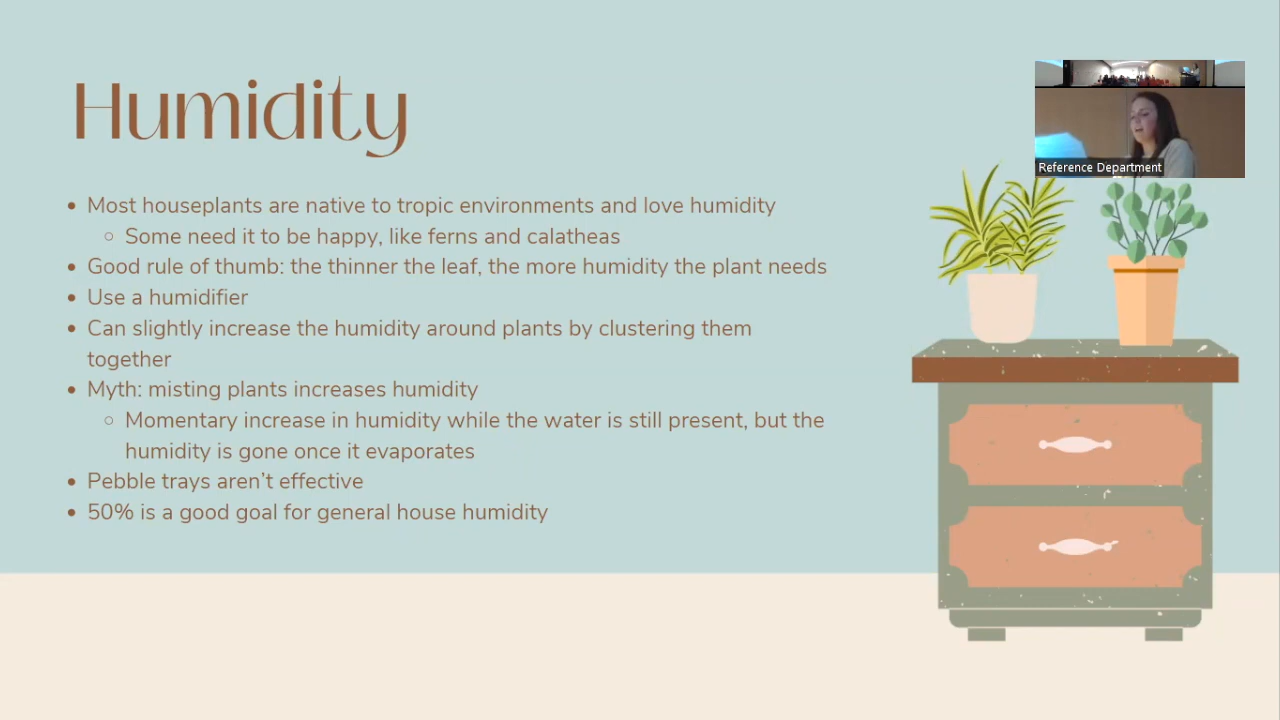 Humidity
Reference Department
• Most houseplants are native to tropic environments and love humidity
○ Some need it to be happy, like ferns and calatheas
• Good rule of thumb: the thinner the leaf, the more humidity the plant needs
• Use a humidifier
• Can slightly increase the humidity around plants by clustering them
together
• Myth: misting plants increases humidity
○ Momentary increase in humidity while the water is still present, but the
humidity is gone once it evaporates
• Pebble trays aren’t effective
• 50% is a good goal for general house humidity